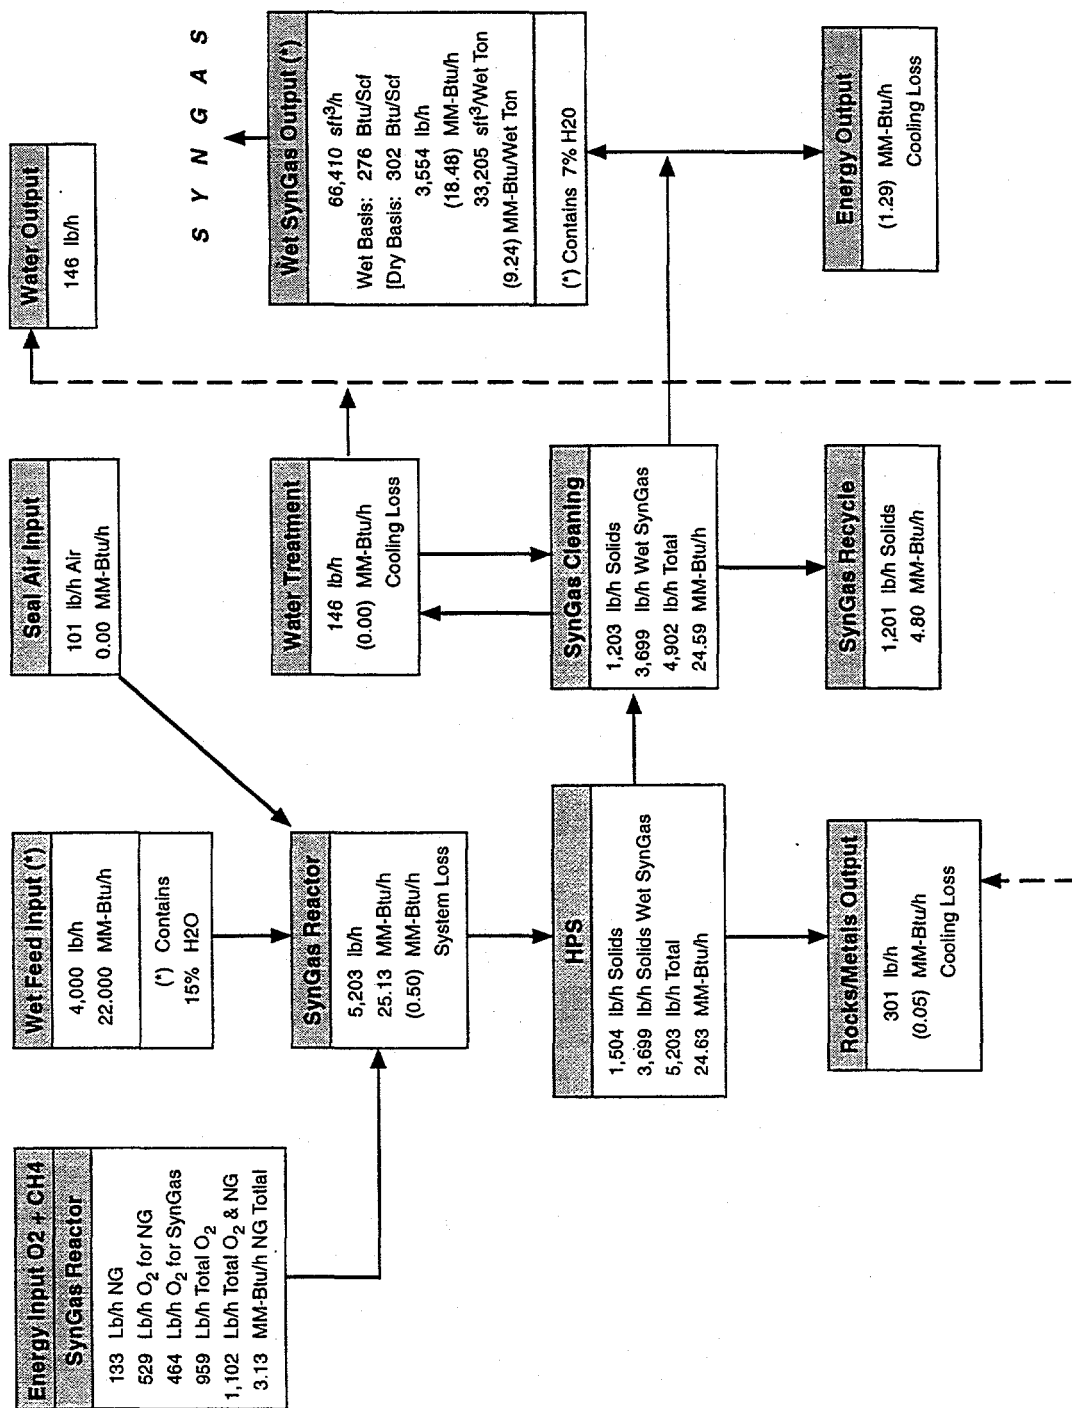 Energy Input O2 + CH4
SynGas Reactor
133 Lb/h NG
529 Lb/h O2 for NG
464 Lb/h O2 for SynGas
959 Lb/h Total O2
1,102 Lb/h Total O2 & NG
3.13 MM-Btu/h NG Totlal
Wet Feed Input (*)
4,000 lb/h
22.000 MM-Btu/h
(*) Contains
15% H2O
Seal Air Input
101 lb/h Air
0.00 MM-Btu/h
Water Output
146 lb/h
SynGas Reactor
5,203 lb/h
25.13 MM-Btu/h
(0.50) MM-Btu/h
System Loss
Water Treatment
146 lb/h
(0.00) MM-Btu/h
Cooling Loss
SYNGAS
Wet SynGas Output (*)
66,410 sft³/h
Wet Basis: 276 Btu/Scf
[Dry Basis: 302 Btu/Scf
3,554 lb/h
(18.48) MM-Btu/h
33,205 sft³/Wet Ton
(9.24) MM-Btu/Wet Ton
(*) Contains 7% H20
HPS
1,504 lb/h Solids
3,699 lb/h Solids Wet SynGas
5,203 lb/h Total
24.63 MM-Btu/h
SynGas Cleaning
1,203 lb/h Solids
3,699 lb/h Wet SynGas
4,902 lb/h Total
24.59 MM-Btu/h
Rocks/Metals Output
301 lb/h
(0.05) MM-Btu/h
Cooling Loss
SynGas Recycle
1,201 lb/h Solids
4.80 MM-Btu/h
Energy Output
(1.29) MM-Btu/h
Cooling Loss